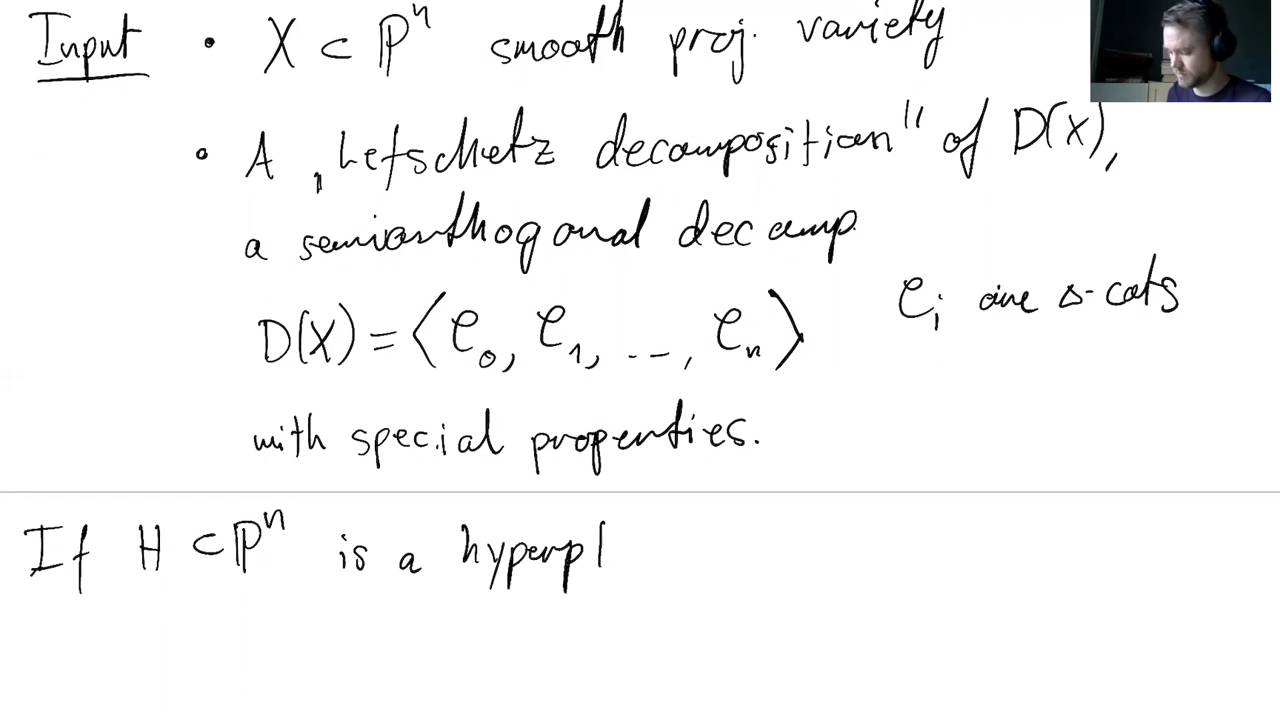 Input • X ⊂ ℙⁿ smooth proj. variety
• A „Lefschetz decomposition" of D(X),
a semiorthogonal decomp.
D(X) = ⟨𝒞₀, 𝒞₁, ..., 𝒞ₙ⟩ 𝒞ᵢ are Δ-cats
with special properties.
If H ⊂ ℙⁿ is a hyperpl